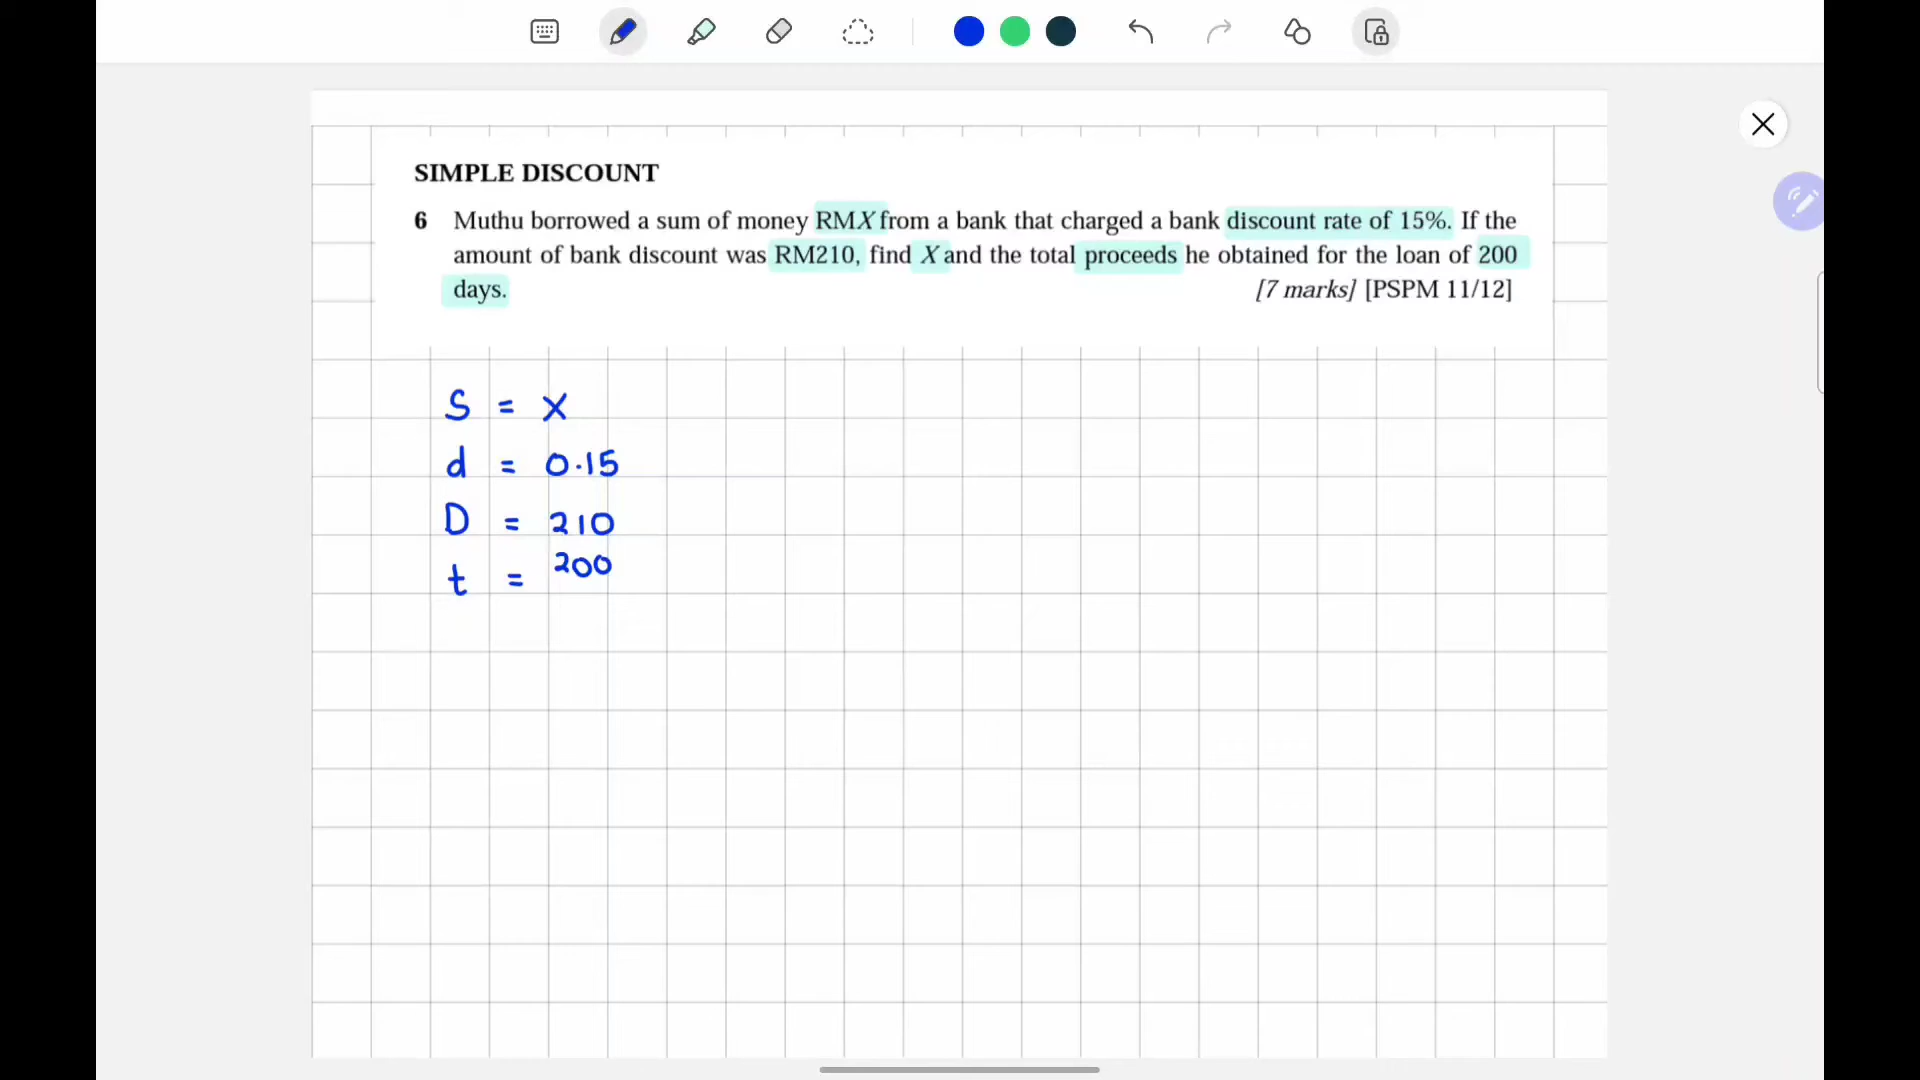 SIMPLE DISCOUNT
6 Muthu borrowed a sum of money RMX from a bank that charged a bank discount rate of 15%. If the
amount of bank discount was RM210, find X and the total proceeds he obtained for the loan of 200
days. [7 marks] [PSPM 11/12]
S = X
d = 0.15
D = 210
t = 200